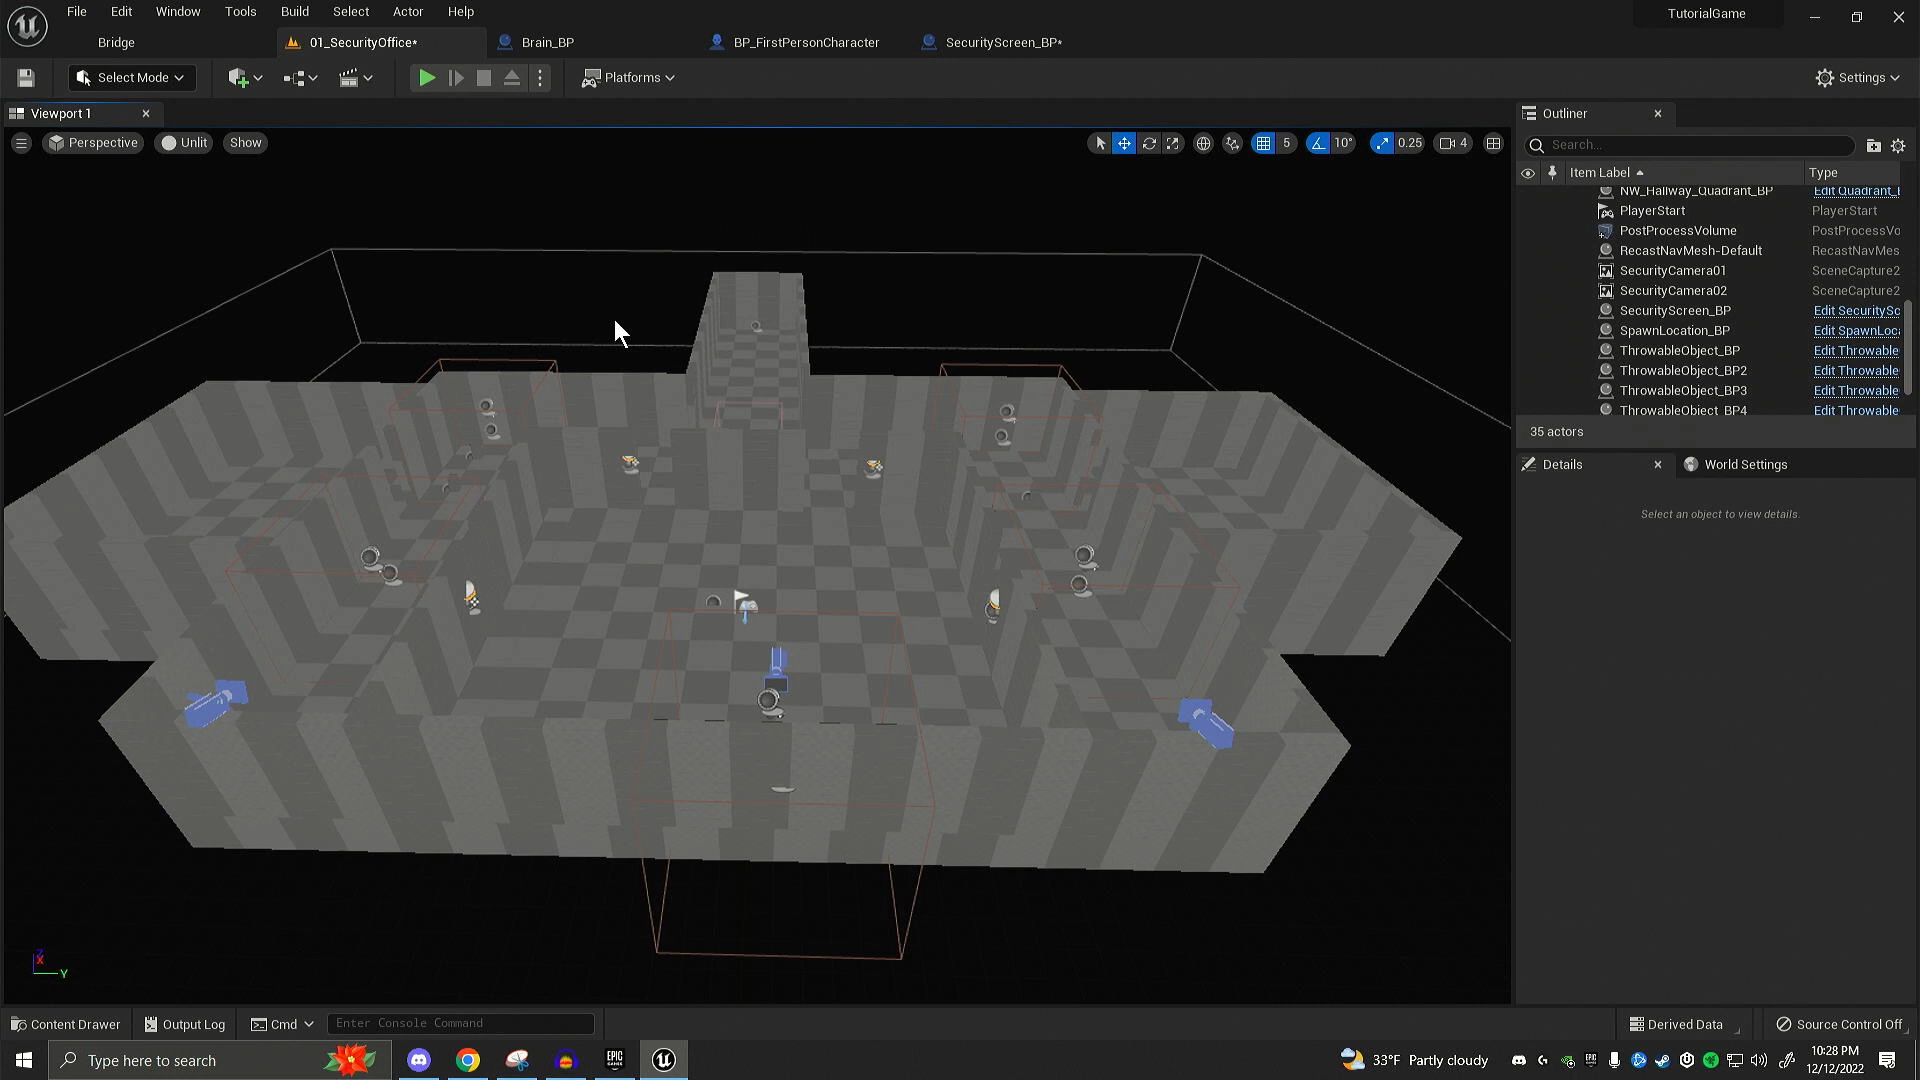 File Edit Window Tools Build Select Actor Help
TutorialGame
Bridge 01_SecurityOffice* Brain_BP BP_FirstPersonCharacter SecurityScreen_BP*
Select Mode Platforms Settings
Viewport 1
Outliner
Perspective Unlit Show 5 10° 0.25 4
Search...
Item Label Type
NW_Hallway_Quadrant_BP Edit Quadrant_
PlayerStart PlayerStart
PostProcessVolume PostProcessVo
RecastNavMesh-Default RecastNavMes
SecurityCamera01 SceneCapture2
SecurityCamera02 SceneCapture2
SecurityScreen_BP Edit SecuritySc
SpawnLocation_BP Edit SpawnLoca
ThrowableObject_BP Edit Throwable
ThrowableObject_BP2 Edit Throwable
ThrowableObject_BP3 Edit Throwable
ThrowableObject_BP4 Edit Throwable
35 actors
Details World Settings
Select an object to view details.
Z
X
Y
Content Drawer Output Log Cmd Enter Console Command Derived Data Source Control Off
Type here to search EPIC GAMES 33°F Partly cloudy 10:28 PM
12/12/2022